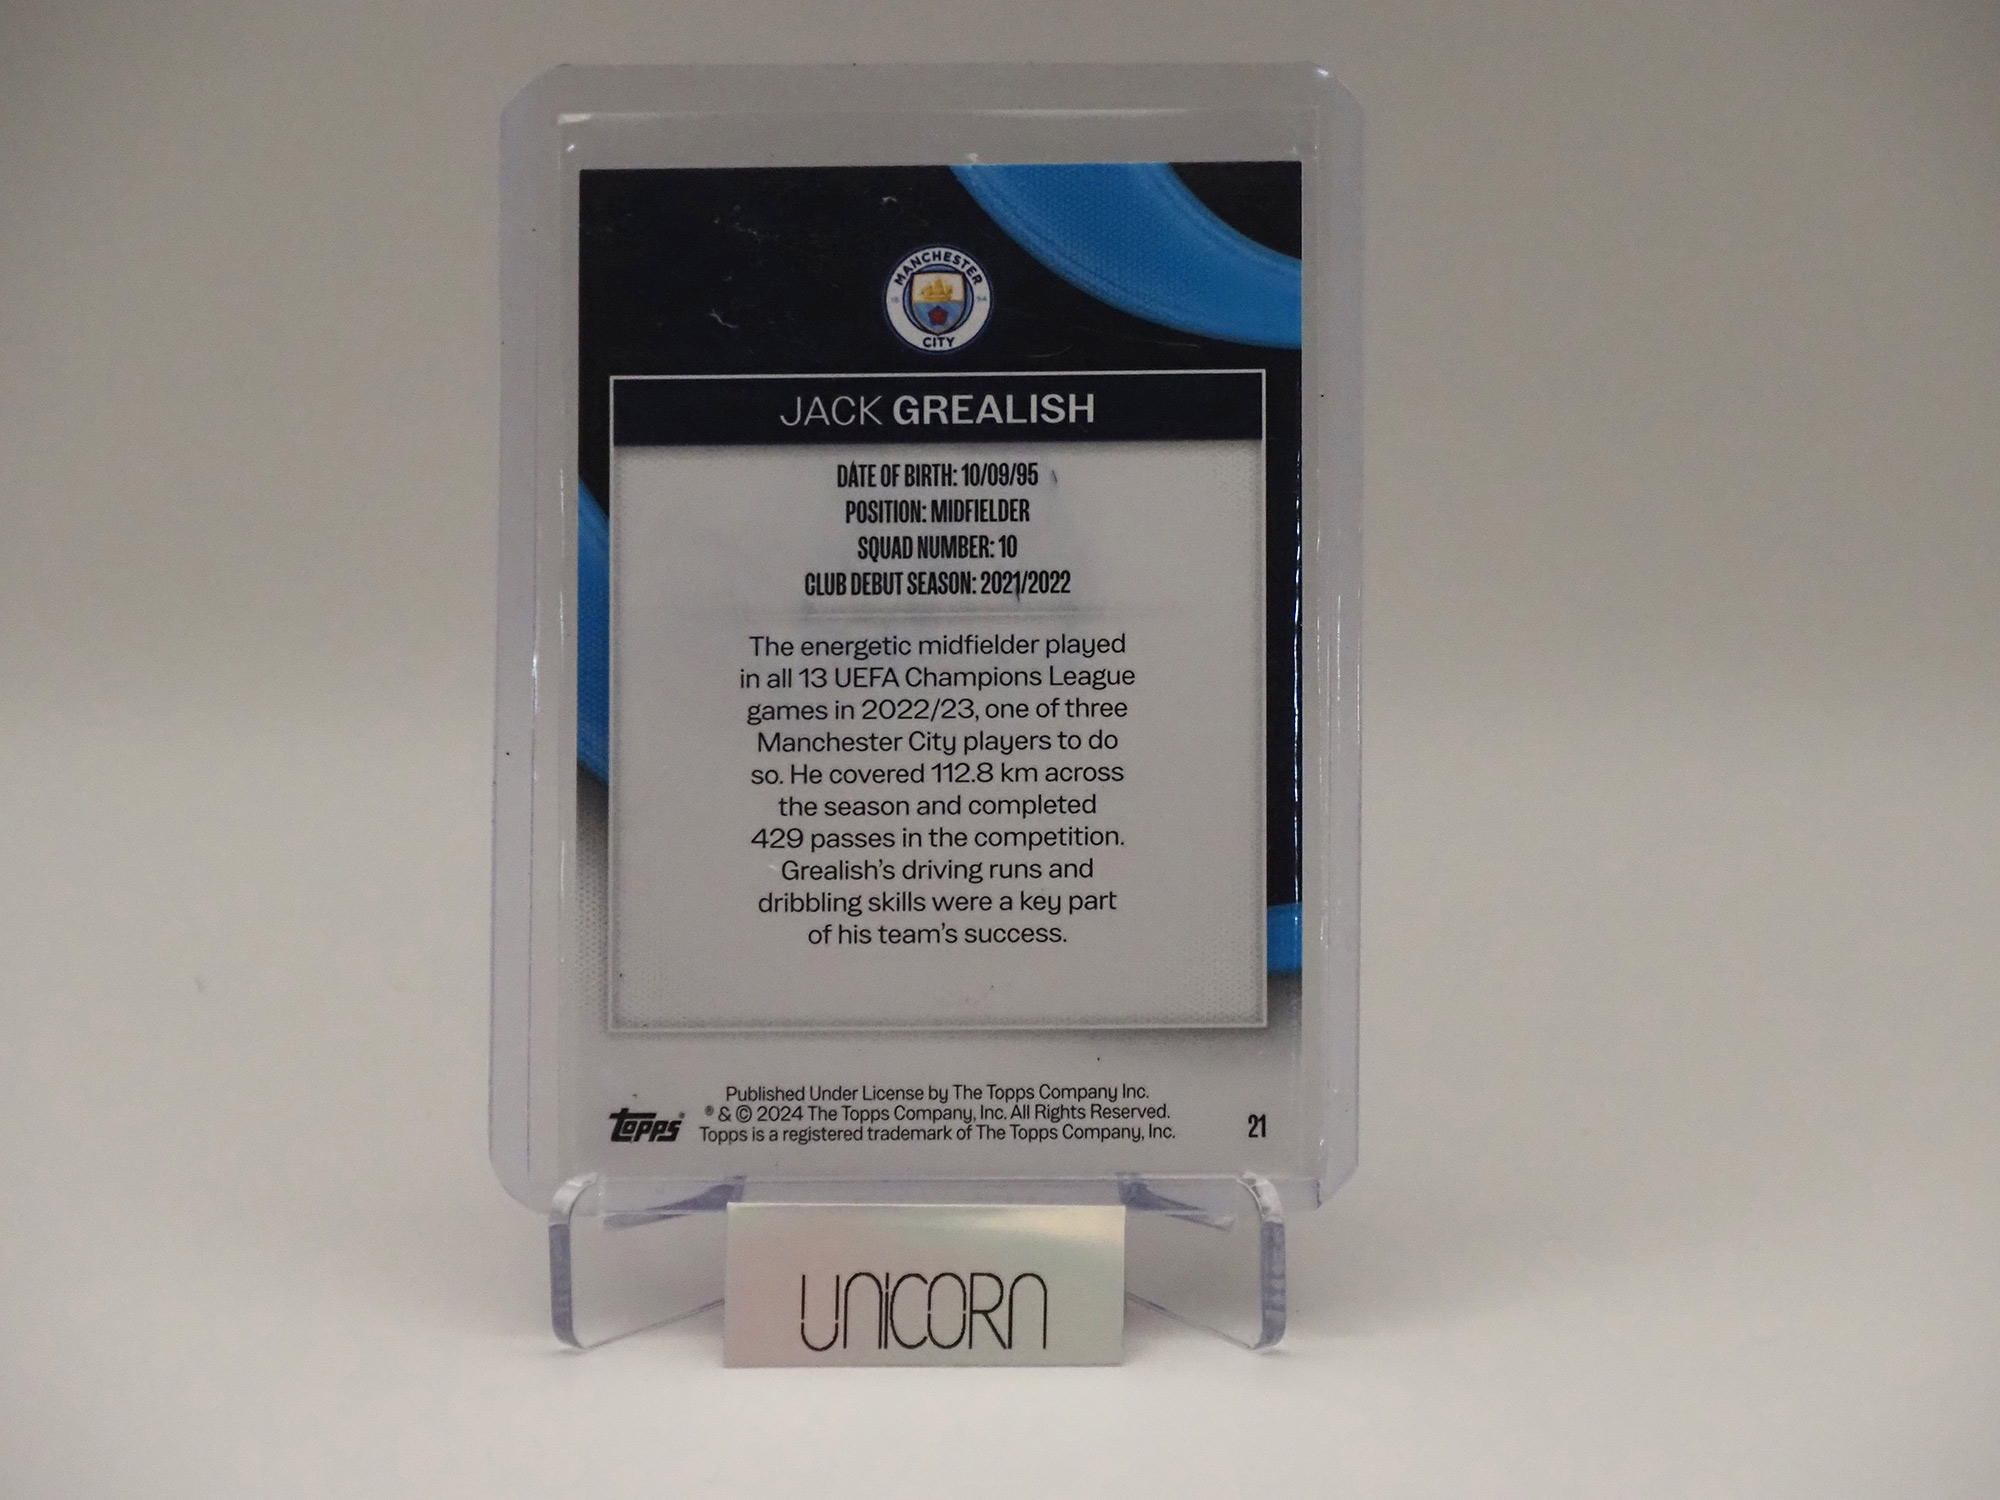 MANCHESTER
18 94
CITY
JACK GREALISH
DATE OF BIRTH: 10/09/95
POSITION: MIDFIELDER
SQUAD NUMBER: 10
CLUB DEBUT SEASON: 2021/2022
The energetic midfielder played
in all 13 UEFA Champions League
games in 2022/23, one of three
Manchester City players to do
so. He covered 112.8 km across
the season and completed
429 passes in the competition.
Grealish's driving runs and
dribbling skills were a key part
of his team's success.
Published Under License by The Topps Company Inc.
® & © 2024 The Topps Company, Inc. All Rights Reserved.
Topps is a registered trademark of The Topps Company, Inc.
Topps®
21
UNiCORN